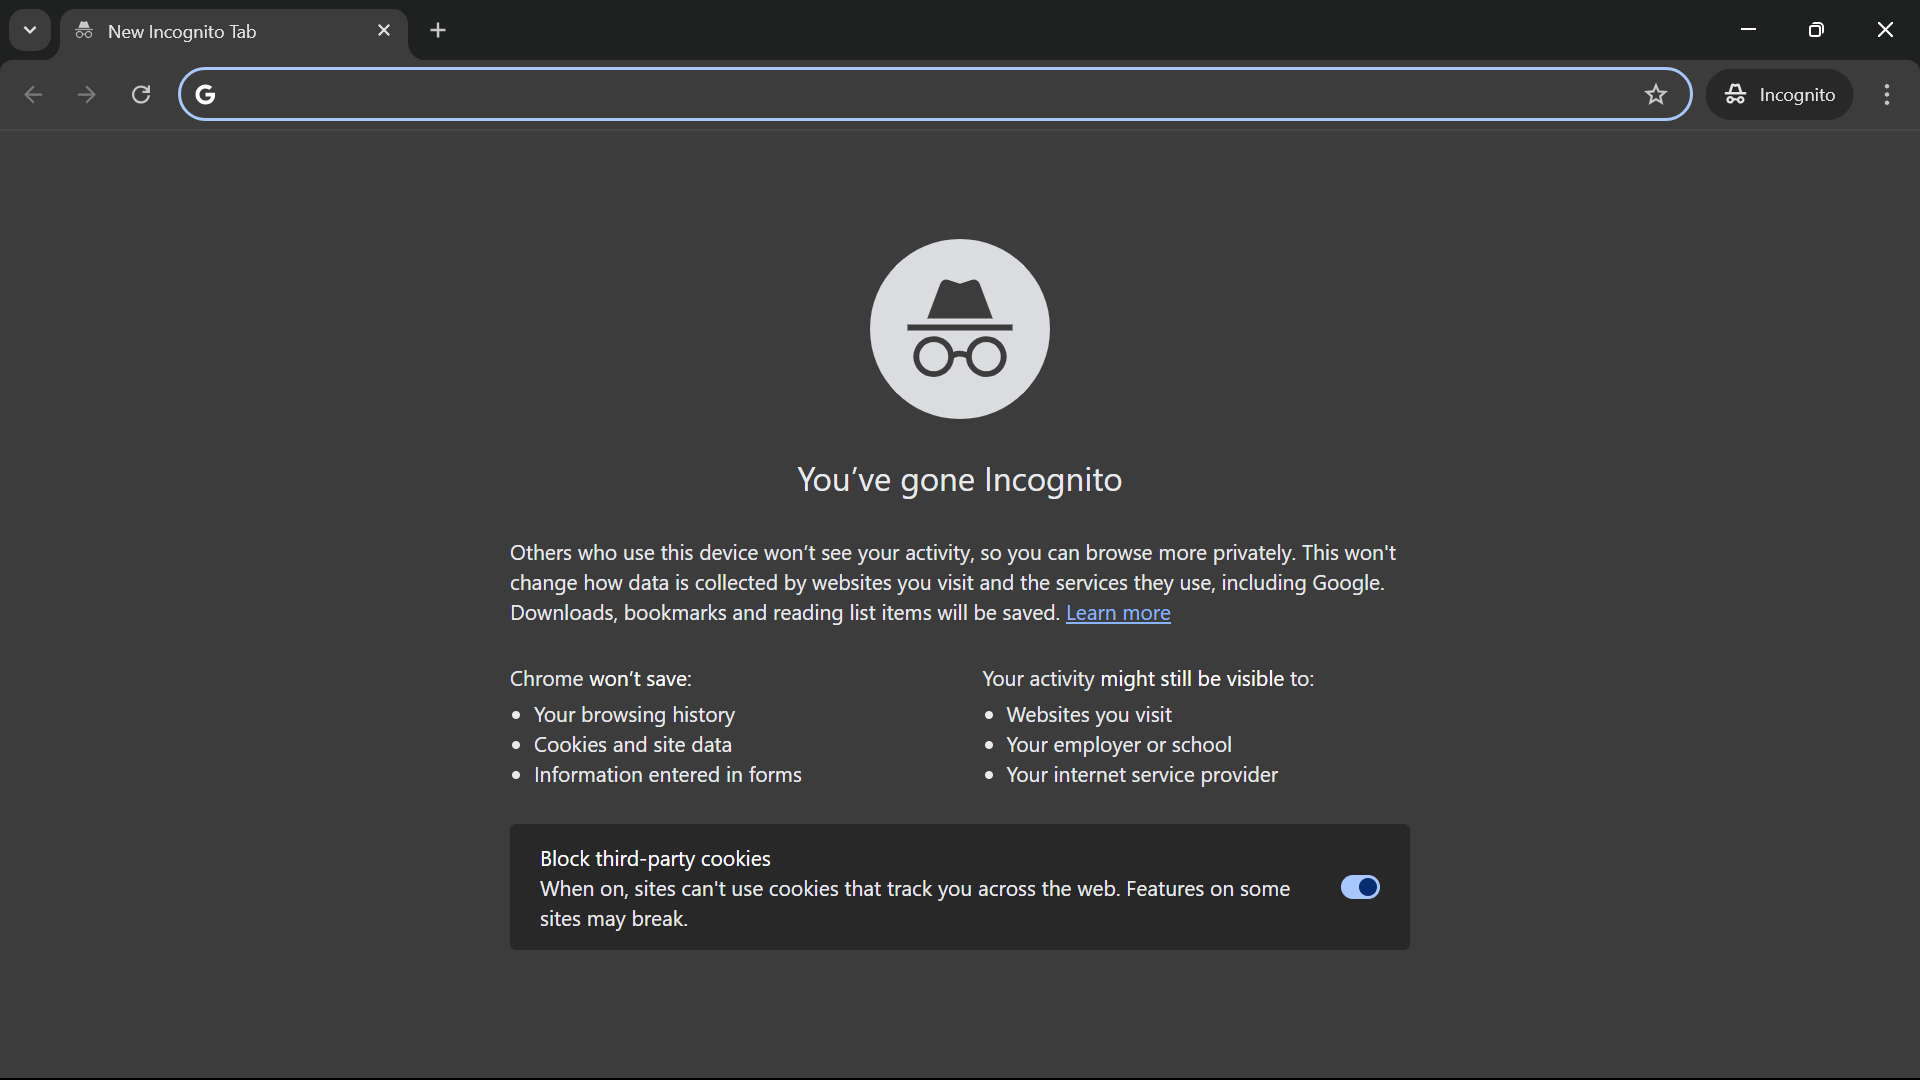 New Incognito Tab
Incognito
You've gone Incognito
Others who use this device won't see your activity, so you can browse more privately. This won't
change how data is collected by websites you visit and the services they use, including Google.
Downloads, bookmarks and reading list items will be saved. Learn more
Chrome won't save:
Your browsing history
Cookies and site data
Information entered in forms
Your activity might still be visible to:
Websites you visit
Your employer or school
Your internet service provider
Block third-party cookies
When on, sites can't use cookies that track you across the web. Features on some
sites may break.